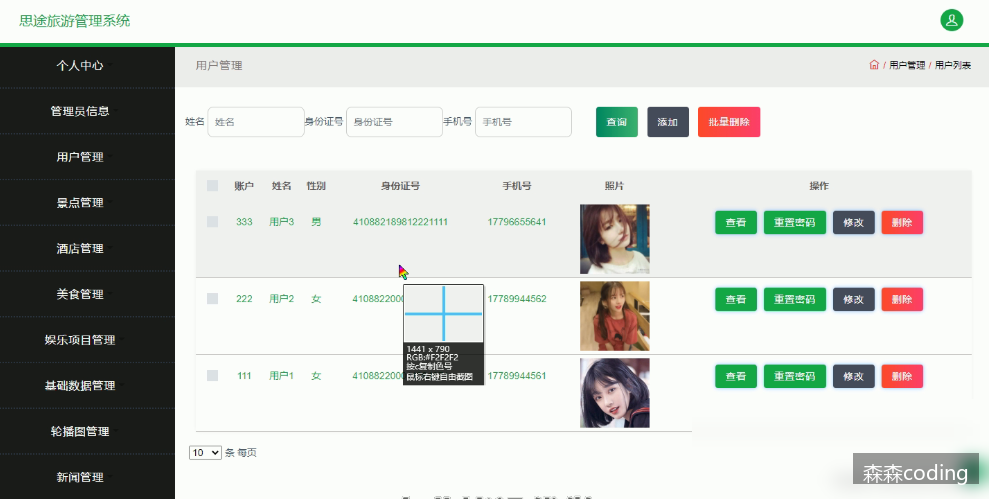 思途旅游管理系统
个人中心
管理员信息
用户管理
景点管理
酒店管理
美食管理
娱乐项目管理
基础数据管理
轮播图管理
新闻管理
用户管理
/ 用户管理 / 用户列表
姓名 姓名 身份证号 身份证号 手机号 手机号 查询 添加 批量删除
账户 姓名 性别 身份证号 手机号 照片 操作
333 用户3 男 410882189812221111 17796655641 查看 重置密码 修改 删除
222 用户2 女 4108822000 17789944562 查看 重置密码 修改 删除
1441 x 790
RGB:#F2F2F2
按c复制色号
鼠标右键自由截图
111 用户1 女 4108822000 17789944561 查看 重置密码 修改 删除
10 条 每页
森森coding